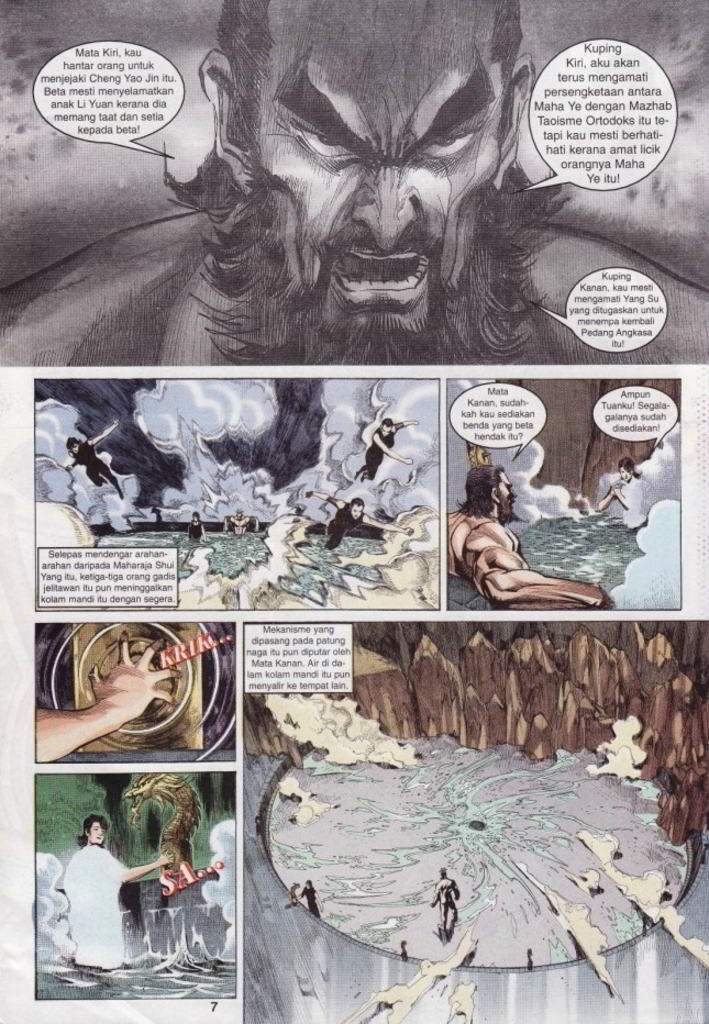 Mata Kiri, kau
hantar orang untuk
menjejaki Cheng Yao Jin itu.
Beta mesti menyelamatkan
anak Li Yuan kerana dia
memang taat dan setia
kepada beta!
Kuping
Kiri, aku akan
terus mengamati
persengketaan antara
Maha Ye dengan Mazhab
Taoisme Ortodoks itu te-
tapi kau mesti berhati-
hati kerana amat licik
orangnya Maha
Ye itu!
Kuping
Kanan, kau mesti
mengamati Yang Su
yang ditugaskan untuk
menempa kembali
Pedang Angkasa
itu!
Selepas mendengar arahan-
arahan daripada Maharaja Shui
Yang itu, ketiga-tiga orang gadis
jelitawan itu pun meninggalkan
kolam mandi itu dengan segera.
Mata
Kanan, sudah-
kah kau sediakan
benda yang beta
hendak itu?
Ampun
Tuanku! Segala-
galanya sudah
disediakan!
KRIK...
Mekanisme yang
dipasang pada patung
naga itu pun diputar oleh
Mata Kanan. Air di da-
lam kolam mandi itu pun
menyalir ke tempat lain.
SA...
7